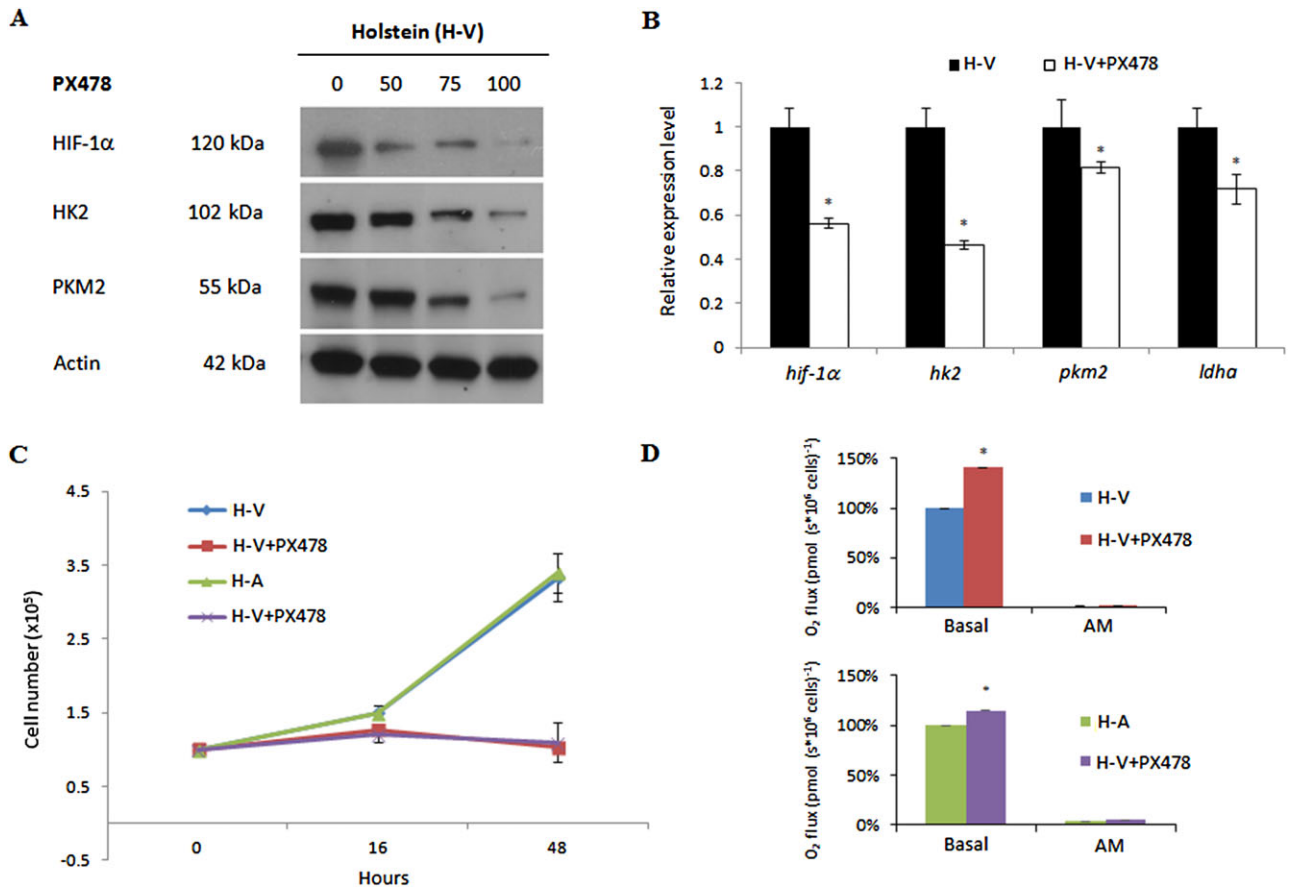 A
Holstein (H-V)
PX478 0 50 75 100
HIF-1α 120 kDa
HK2 102 kDa
PKM2 55 kDa
Actin 42 kDa
B
H-V H-V+PX478
Relative expression level
1.2
1
0.8
0.6
0.4
0.2
0
* * * *
hif-1α hk2 pkm2 ldha
C
Cell number (x10⁵)
4.5
3.5
2.5
1.5
0.5
-0.5
H-V
H-V+PX478
H-A
H-V+PX478
0 16 48
Hours
D
O₂ flux (pmol (s*10⁶ cells)⁻¹)
150%
100%
50%
0%
*
Basal AM
H-V
H-V+PX478
O₂ flux (pmol (s*10⁶ cells)⁻¹)
150%
100%
50%
0%
*
Basal AM
H-A
H-V+PX478